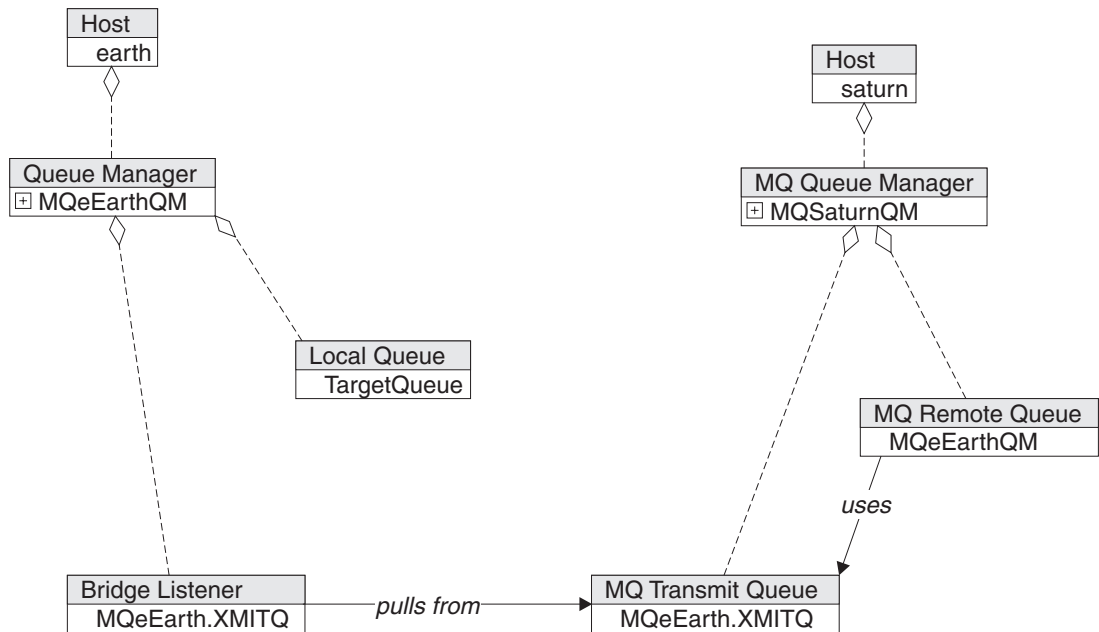 Host
earth
Host
saturn
Queue Manager
MQeEarthQM
MQ Queue Manager
MQSaturnQM
Local Queue
TargetQueue
MQ Remote Queue
MQeEarthQM
uses
Bridge Listener
MQeEarth.XMITQ
pulls from
MQ Transmit Queue
MQeEarth.XMITQ